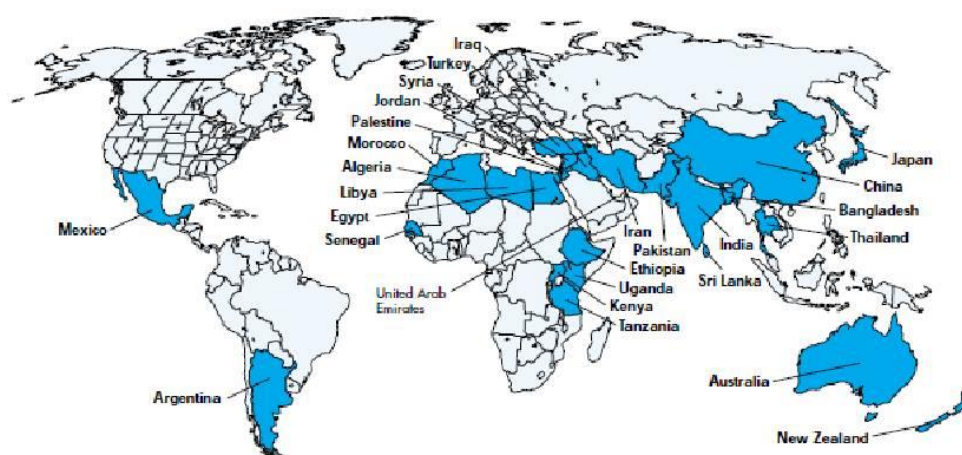 Iraq
Turkey
Syria
Jordan
Palestine
Morocco
Algeria
Libya
Egypt
Senegal
Mexico
United Arab
Emirates
Argentina
Iran
Pakistan
Ethiopia
Uganda
Kenya
Tanzania
India
Sri Lanka
Japan
China
Bangladesh
Thailand
Australia
New Zealand